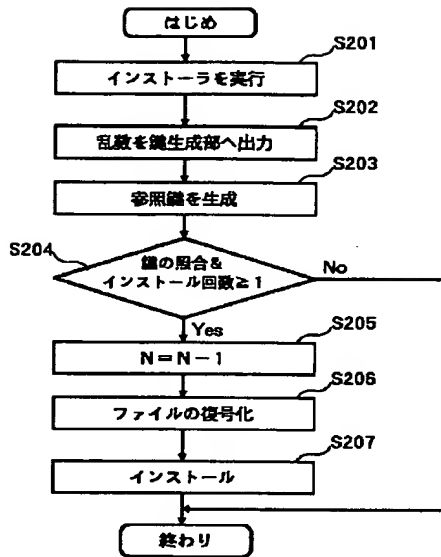 はじめ
S201
インストーラを実行
S202
乱数を鍵生成部へ出力
S203
参照鍵を生成
S204
鍵の照合&
インストール回数≧1
No
Yes
S205
N=N-1
S206
ファイルの復号化
S207
インストール
終わり